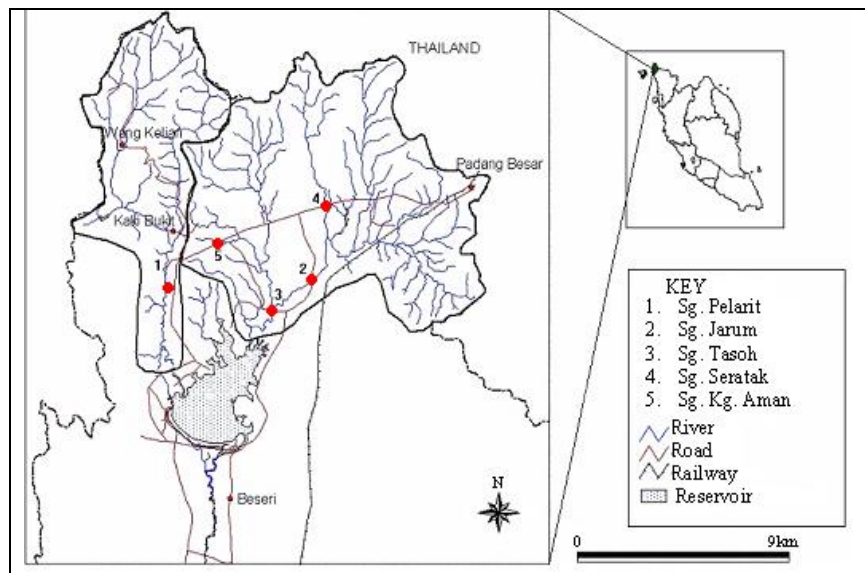 THAILAND
Wang Kelian
Padang Besar
Kaki Bukit
4
5
1
2
3
Beseri
N
KEY
1. Sg. Pelarit
2. Sg. Jarum
3. Sg. Tasoh
4. Sg. Seratak
5. Sg. Kg. Aman
River
Road
Railway
Reservoir
0 9km